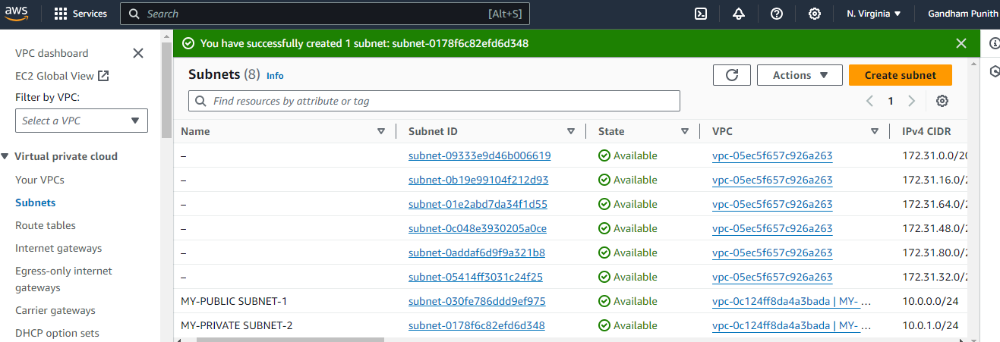 aws Services Search [Alt+S] N. Virginia Gandham Punith
VPC dashboard
EC2 Global View
Filter by VPC:
Select a VPC
Virtual private cloud
Your VPCs
Subnets
Route tables
Internet gateways
Egress-only internet
gateways
Carrier gateways
DHCP option sets
You have successfully created 1 subnet: subnet-0178f6c82efd6d348
Subnets (8) Info Actions Create subnet
Find resources by attribute or tag 1
Name Subnet ID State VPC IPv4 CIDR
– subnet-09333e9d46b006619 Available vpc-05ec5f657c926a263 172.31.0.0/20
– subnet-0b19e99104f212d93 Available vpc-05ec5f657c926a263 172.31.16.0/2
– subnet-01e2abd7da34f1d55 Available vpc-05ec5f657c926a263 172.31.64.0/2
– subnet-0c048e3930205a0ce Available vpc-05ec5f657c926a263 172.31.48.0/2
– subnet-0addaf6d9f9a321b8 Available vpc-05ec5f657c926a263 172.31.80.0/2
– subnet-05414ff3031c24f25 Available vpc-05ec5f657c926a263 172.31.32.0/2
MY-PUBLIC SUBNET-1 subnet-030fe786ddd9ef975 Available vpc-0c124ff8da4a3bada | MY- ... 10.0.0.0/24
MY-PRIVATE SUBNET-2 subnet-0178f6c82efd6d348 Available vpc-0c124ff8da4a3bada | MY- ... 10.0.1.0/24